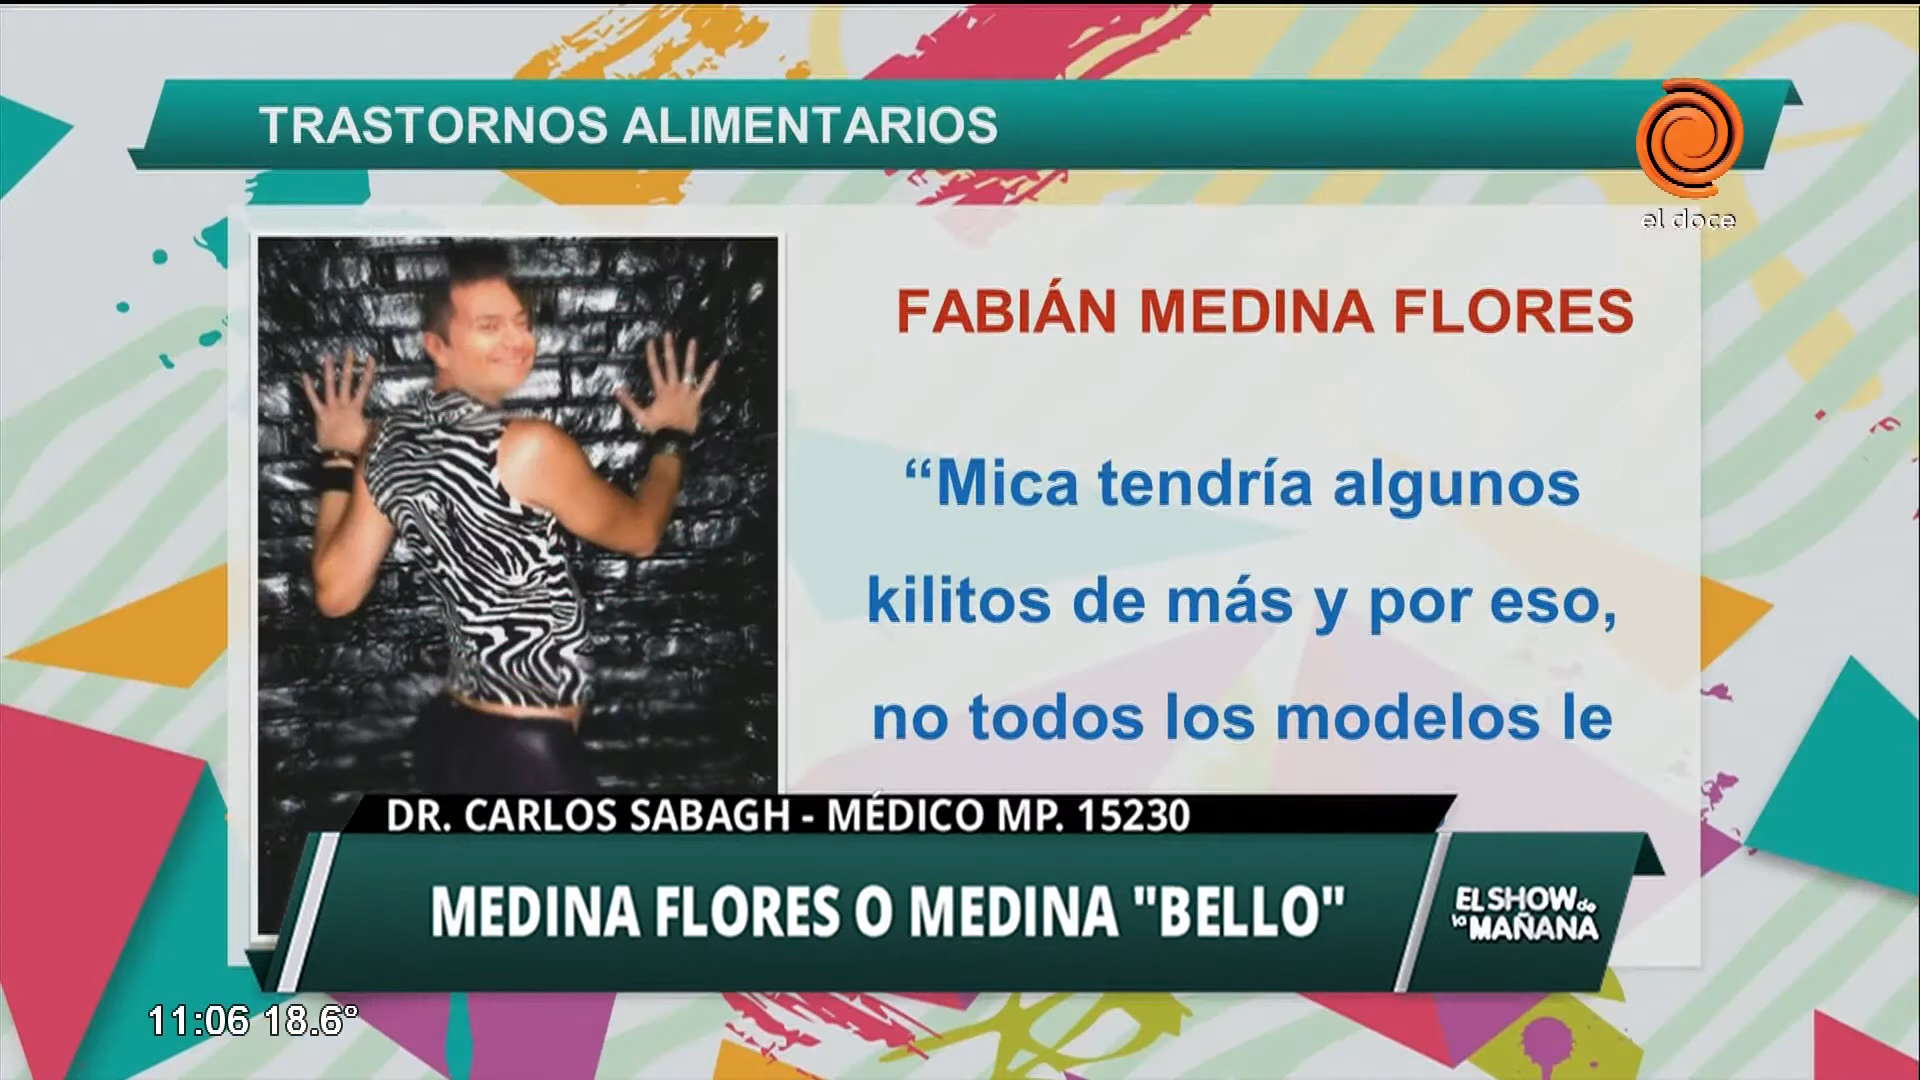 TRASTORNOS ALIMENTARIOS
el doce
FABIÁN MEDINA FLORES
“Mica tendría algunos
kilitos de más y por eso,
no todos los modelos le
DR. CARLOS SABAGH - MÉDICO MP. 15230
MEDINA FLORES O MEDINA "BELLO"
EL SHOW de
la MAÑANA
11:06 18.6°